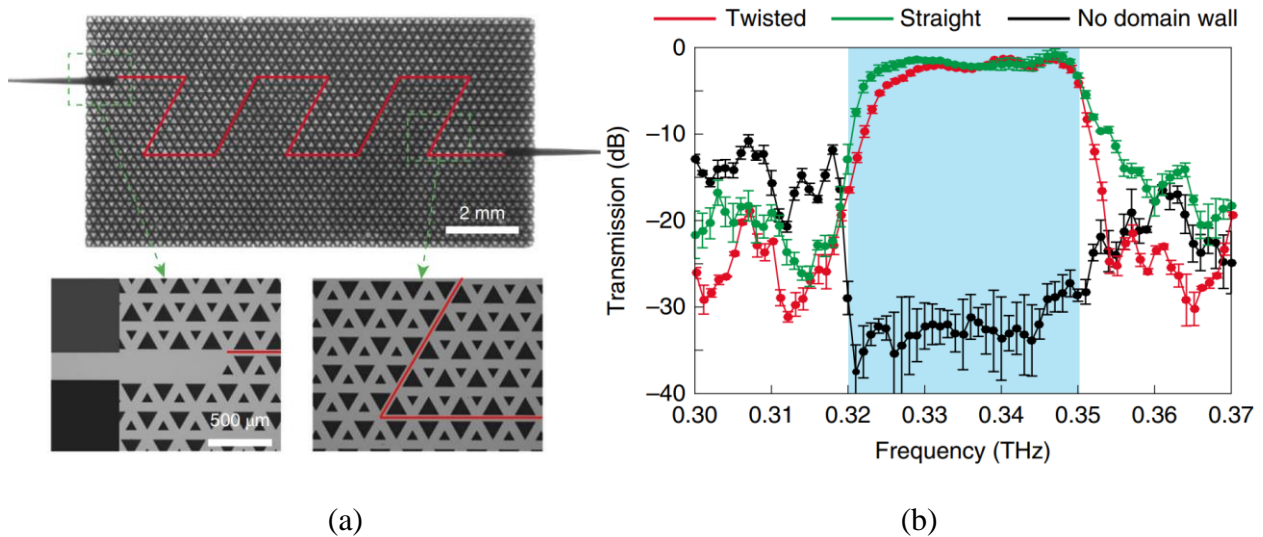 Twisted Straight No domain wall
2 mm
500 μm
0
−10
−20
−30
−40
Transmission (dB)
0.30 0.31 0.32 0.33 0.34 0.35 0.36 0.37
Frequency (THz)
(a) (b)